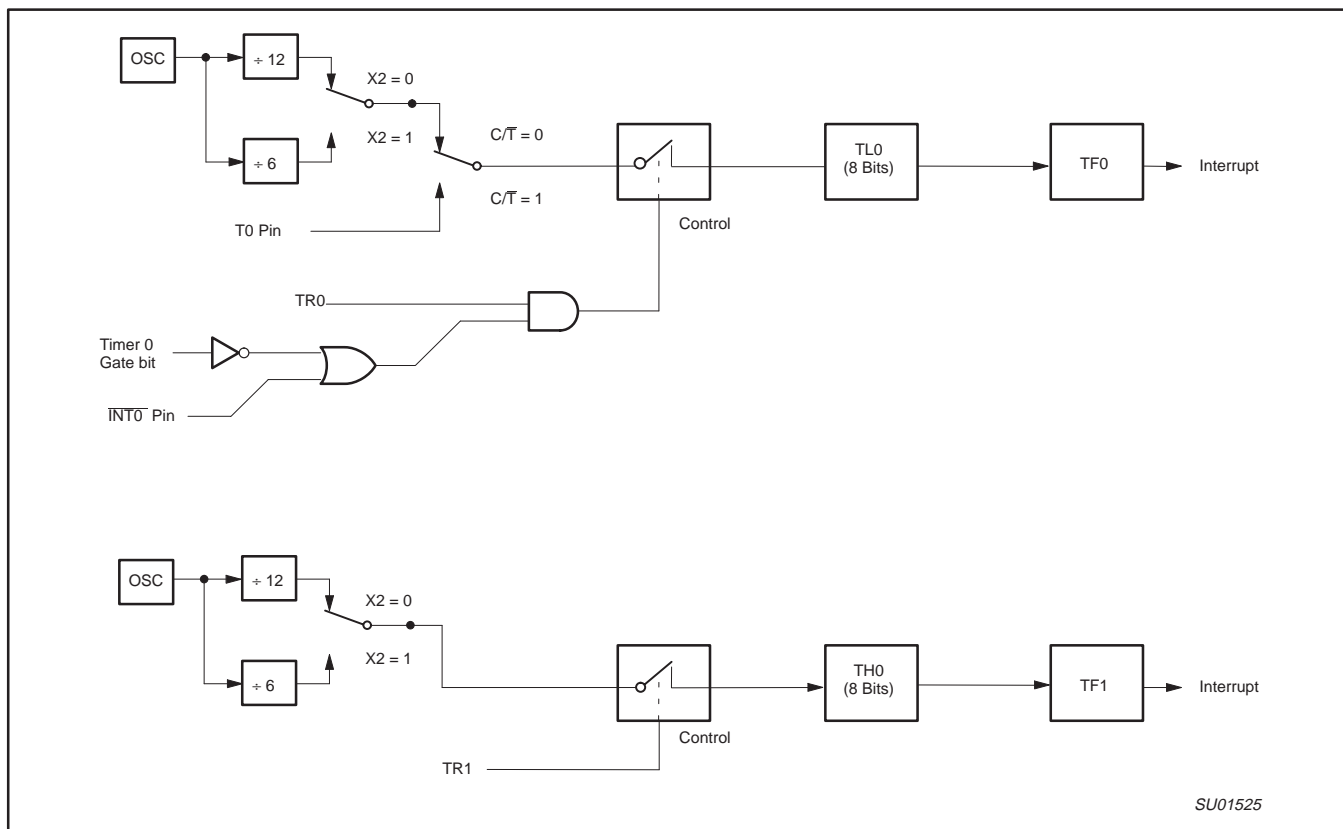 OSC
÷ 12
X2 = 0
X2 = 1
÷ 6
C/T̅ = 0
C/T̅ = 1
T0 Pin
Control
TL0
(8 Bits)
TF0
Interrupt
TR0
Timer 0
Gate bit
I̅N̅T̅0̅ Pin
OSC
÷ 12
X2 = 0
X2 = 1
÷ 6
Control
TH0
(8 Bits)
TF1
Interrupt
TR1
SU01525